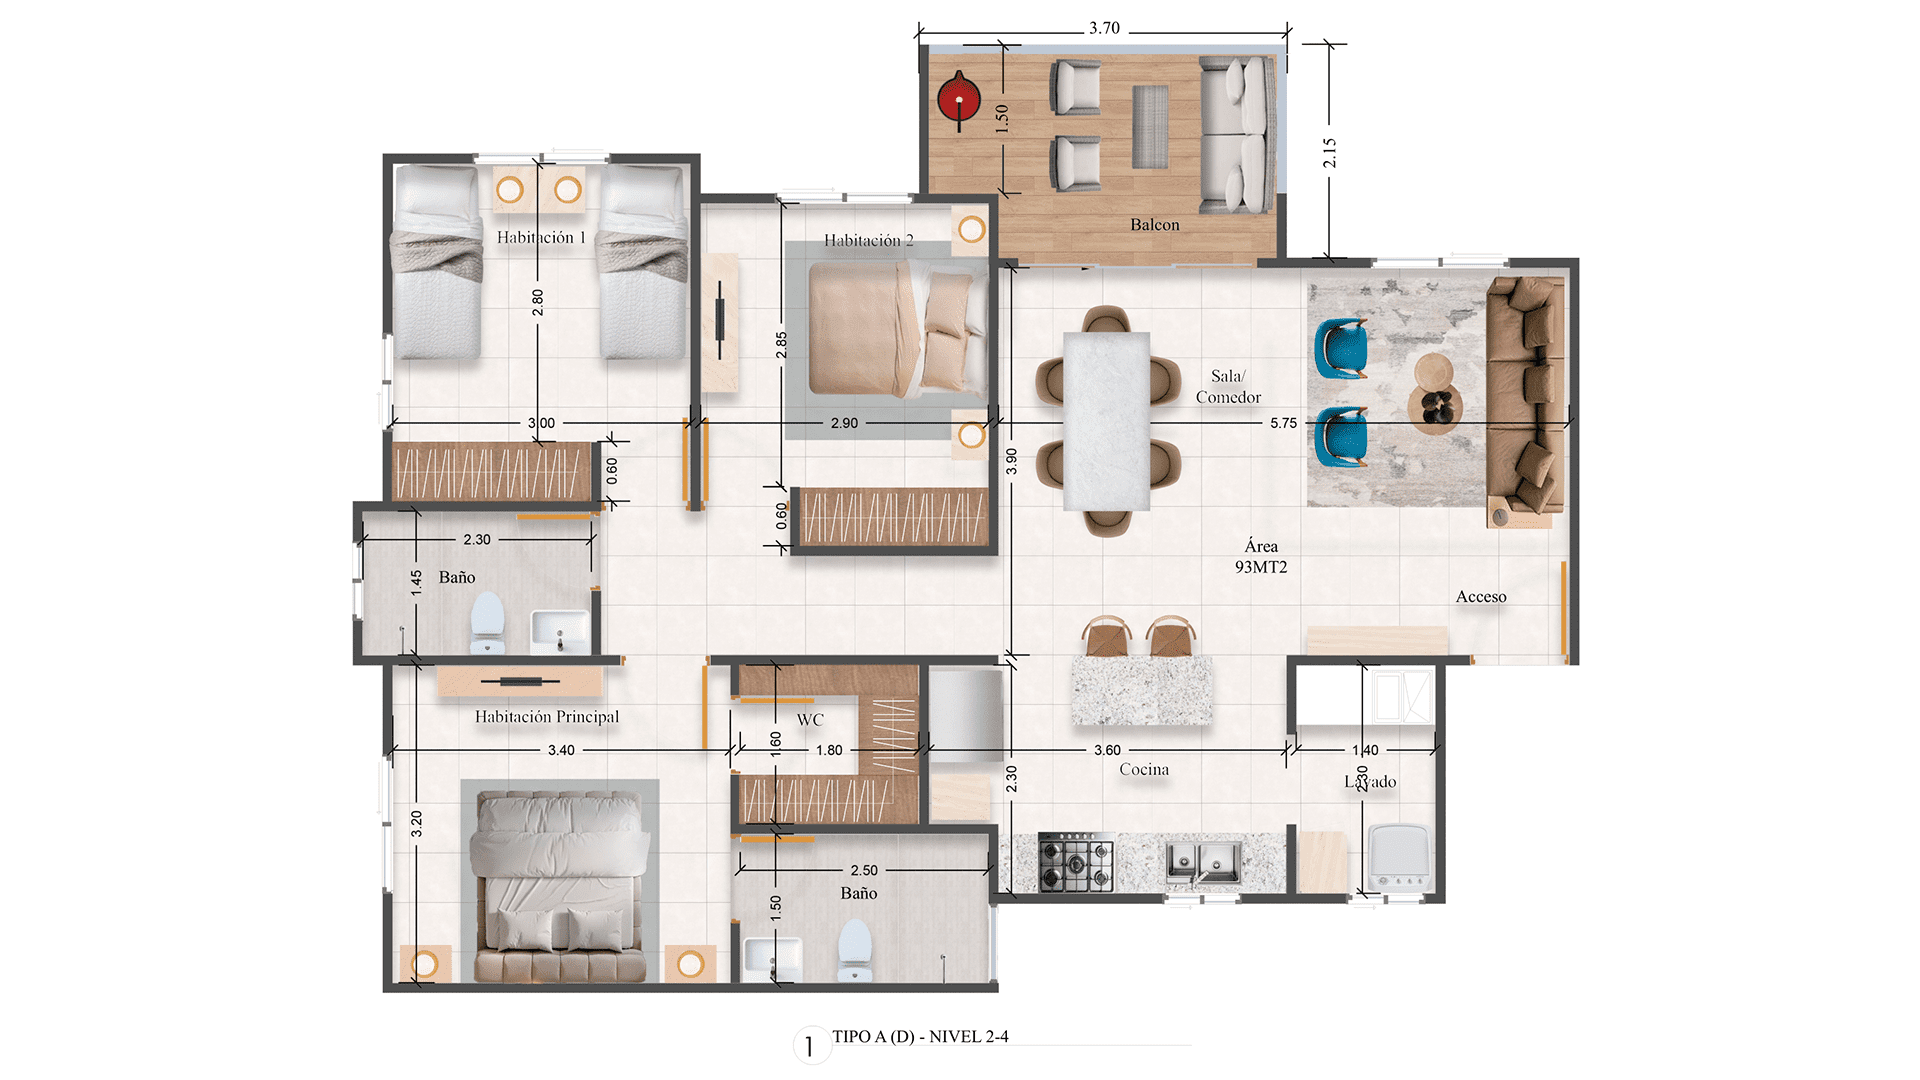 3.70
1.50
2.15
Balcon
Habitación 1
Habitación 2
2.80
2.85
3.00
2.90
Sala/
Comedor
5.75
3.90
0.60
0.60
2.30
1.45
Baño
Área
93MT2
Acceso
Habitación Principal
WC
3.40
1.60
1.80
3.60
1.40
Cocina
2.30
2.30
Lavado
3.20
2.50
Baño
1.50
1
TIPO A (D) - NIVEL 2-4